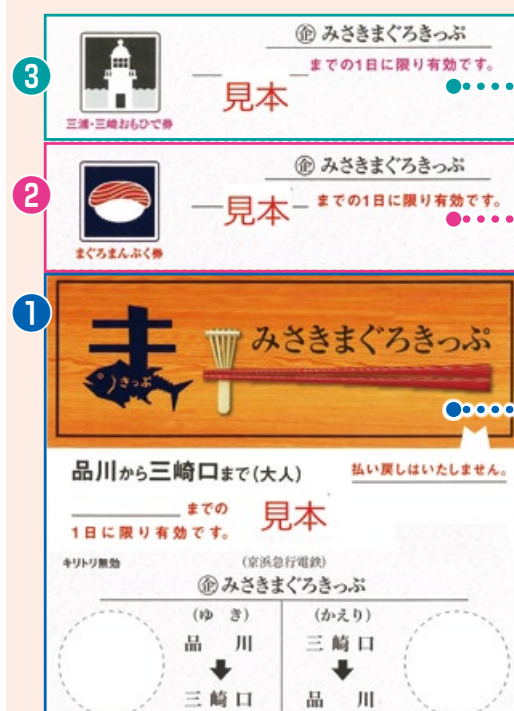 3
㊭ みさきまぐろきっぷ
までの1日に限り有効です。
見本
三浦・三崎おもひで券
2
㊭ みさきまぐろきっぷ
までの1日に限り有効です。
見本
まぐろまんぷく券
1
みさきまぐろきっぷ
きっぷ
品川から三崎口まで(大人)
払い戻しはいたしません。
までの
1日に限り有効です。
見本
キリトリ無効
(京浜急行電鉄)
㊭ みさきまぐろきっぷ
(ゆき)
品川
三崎口
(かえり)
三崎口
品川